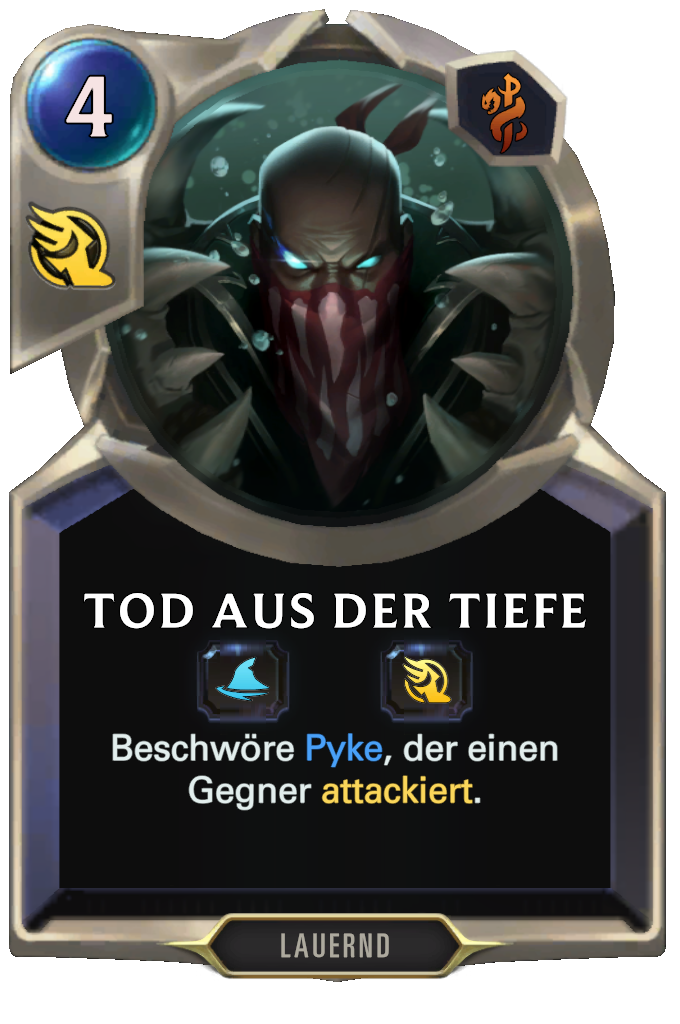 4
TOD AUS DER TIEFE
Beschwöre Pyke, der einen
Gegner attackiert.
LAUERND